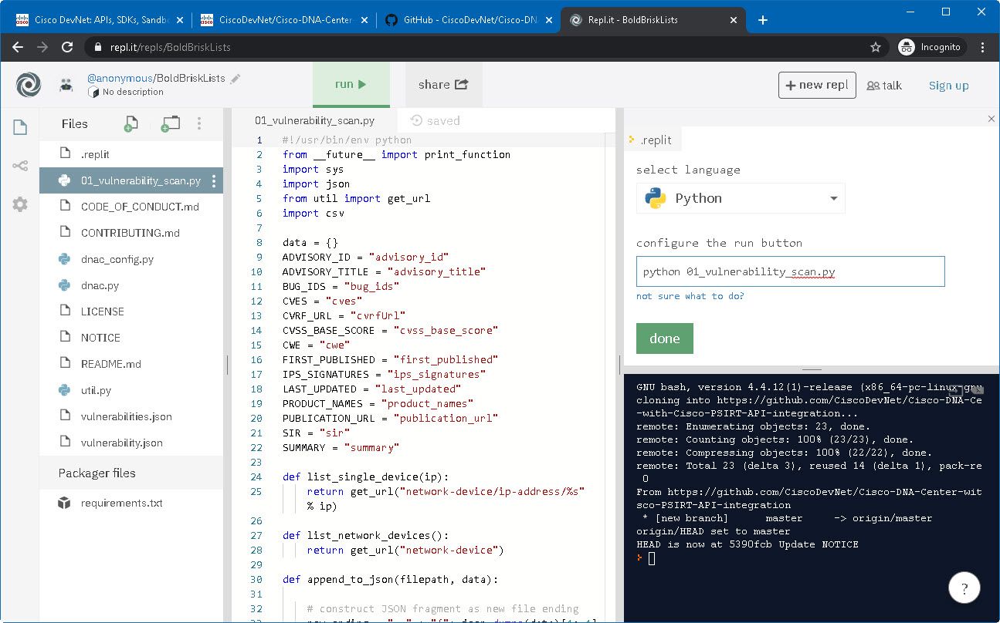 Cisco DevNet: APIs, SDKs, Sandb
CiscoDevNet/Cisco-DNA-Center
GitHub - CiscoDevNet/Cisco-DN
Repl.it - BoldBriskLists
repl.it/repls/BoldBriskLists
Incognito
@anonymous/BoldBriskLists
No description
run
share
+ new repl
talk
Sign up
Files
.replit
01_vulnerability_scan.py
CODE_OF_CONDUCT.md
CONTRIBUTING.md
dnac_config.py
dnac.py
LICENSE
NOTICE
README.md
util.py
vulnerabilities.json
vulnerability.json
Packager files
requirements.txt
01_vulnerability_scan.py
saved
1 #!/usr/bin/env python
2 from __future__ import print_function
3 import sys
4 import json
5 from util import get_url
6 import csv
7
8 data = {}
9 ADVISORY_ID = "advisory_id"
10 ADVISORY_TITLE = "advisory_title"
11 BUG_IDS = "bug_ids"
12 CVES = "cves"
13 CVRF_URL = "cvrfUrl"
14 CVSS_BASE_SCORE = "cvss_base_score"
15 CWE = "cwe"
16 FIRST_PUBLISHED = "first_published"
17 IPS_SIGNATURES = "ips_signatures"
18 LAST_UPDATED = "last_updated"
19 PRODUCT_NAMES = "product_names"
20 PUBLICATION_URL = "publication_url"
21 SIR = "sir"
22 SUMMARY = "summary"
23
24 def list_single_device(ip):
25 return get_url("network-device/ip-address/%s"
% ip)
26
27 def list_network_devices():
28 return get_url("network-device")
29
30 def append_to_json(filepath, data):
31
32 # construct JSON fragment as new file ending
.replit
select language
Python
configure the run button
python 01_vulnerability_scan.py
not sure what to do?
done
GNU bash, version 4.4.12(1)-release (x86_64-pc-linux-gnu
cloning into https://github.com/CiscoDevNet/Cisco-DNA-Ce
-with-Cisco-PSIRT-API-integration...
remote: Enumerating objects: 23, done.
remote: Counting objects: 100% (23/23), done.
remote: Compressing objects: 100% (22/22), done.
remote: Total 23 (delta 3), reused 14 (delta 1), pack-re
0
From https://github.com/CiscoDevNet/Cisco-DNA-Center-wit
sco-PSIRT-API-integration
* [new branch] master -> origin/master
origin/HEAD set to master
HEAD is now at 5390fcb Update NOTICE
?